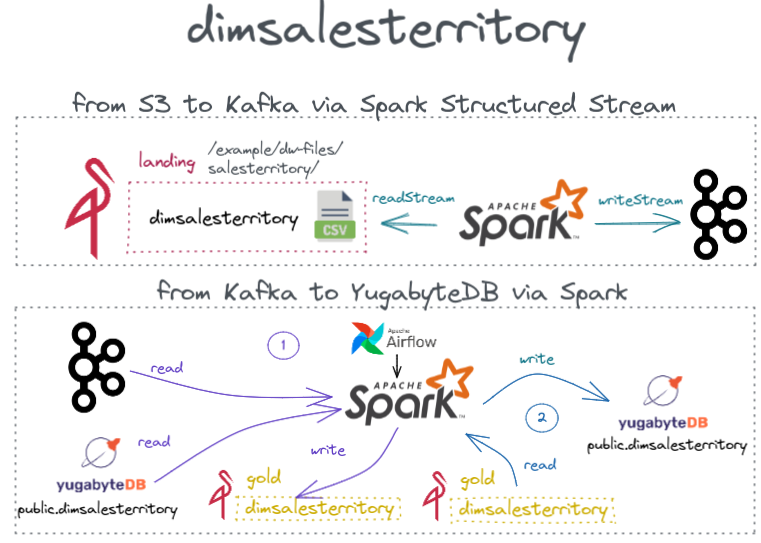 dimsalesterritory
from S3 to Kafka via Spark Structured Stream
landing
/example/dw-files/
salesterritory/
dimsalesterritory
CSV
readStream
APACHE
Spark
TM
writeStream
from Kafka to YugabyteDB via Spark
read
1
Apache
Airflow
APACHE
Spark
TM
write
yugabyteDB
public.dimsalesterritory
2
read
yugabyteDB
public.dimsalesterritory
write
gold
dimsalesterritory
read
gold
dimsalesterritory